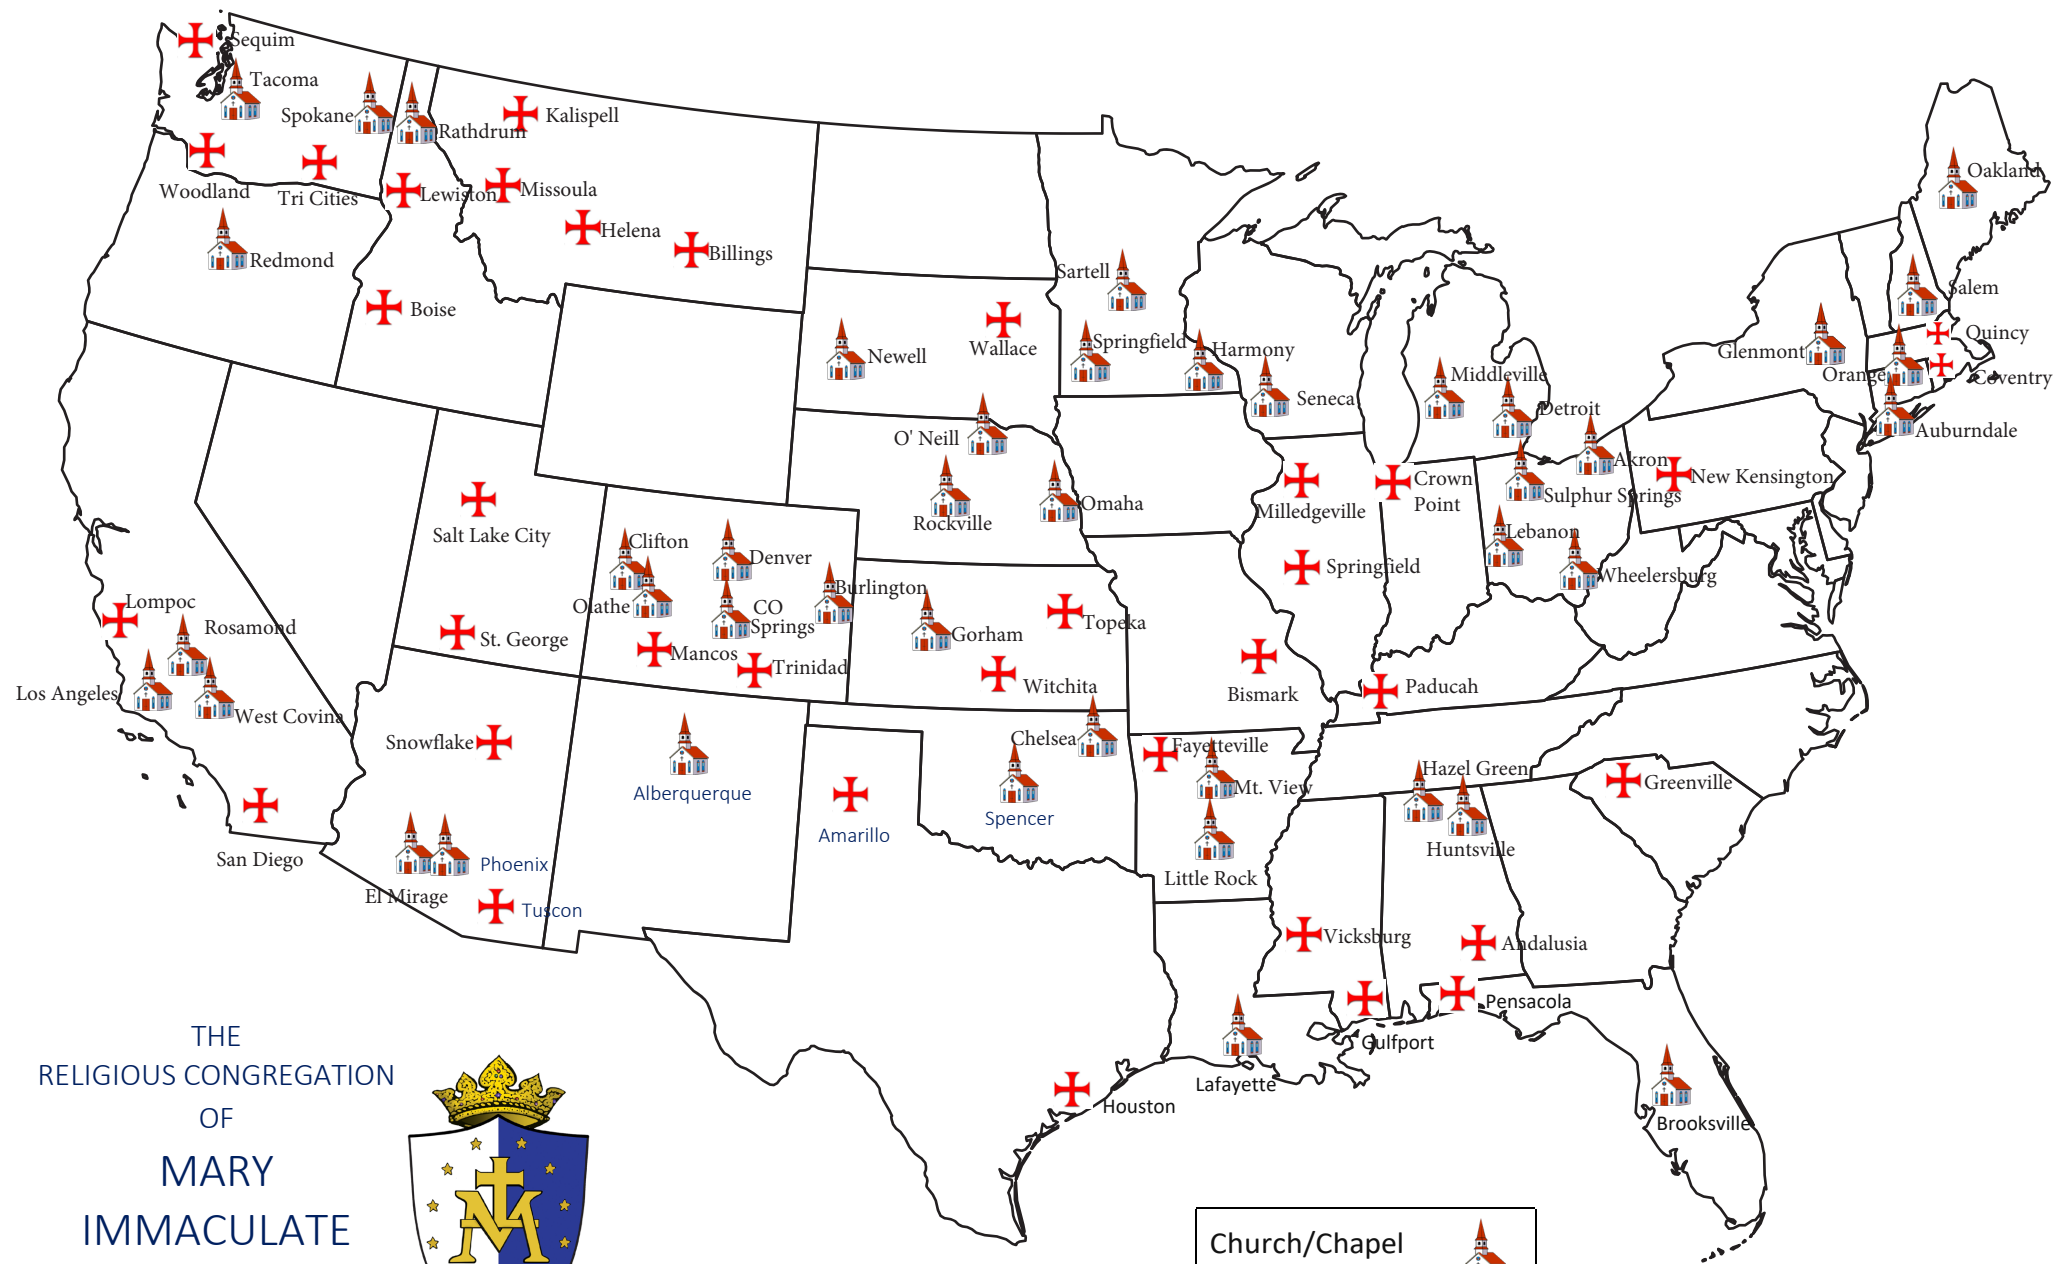 Sequim
Tacoma
Spokane
Rathdrum
Kalispell
Woodland
Tri Cities
Lewiston
Missoula
Helena
Billings
Redmond
Boise
Oakland
Sartell
Springfield
Harmony
Wallace
Newell
Seneca
Middleville
Detroit
Salem
Quincy
Glenmont
Orange
Coventry
Auburndale
O' Neill
Rockville
Omaha
Milledgeville
Crown
Point
Akron
New Kensington
Sulphur Springs
Lebanon
Wheelersburg
Springfield
Salt Lake City
Clifton
Denver
Olathe
CO
Springs
Burlington
St. George
Mancos
Trinidad
Gorham
Topeka
Witchita
Bismark
Paducah
Lompoc
Rosamond
Los Angeles
West Covina
San Diego
Snowflake
El Mirage
Phoenix
Tuscon
Alberquerque
Amarillo
Chelsea
Spencer
Fayetteville
Mt. View
Little Rock
Hazel Green
Huntsville
Greenville
Vicksburg
Andalusia
Pensacola
Gulfport
Lafayette
Houston
Brooksville
THE
RELIGIOUS CONGREGATION
OF
MARY
IMMACULATE
Church/Chapel